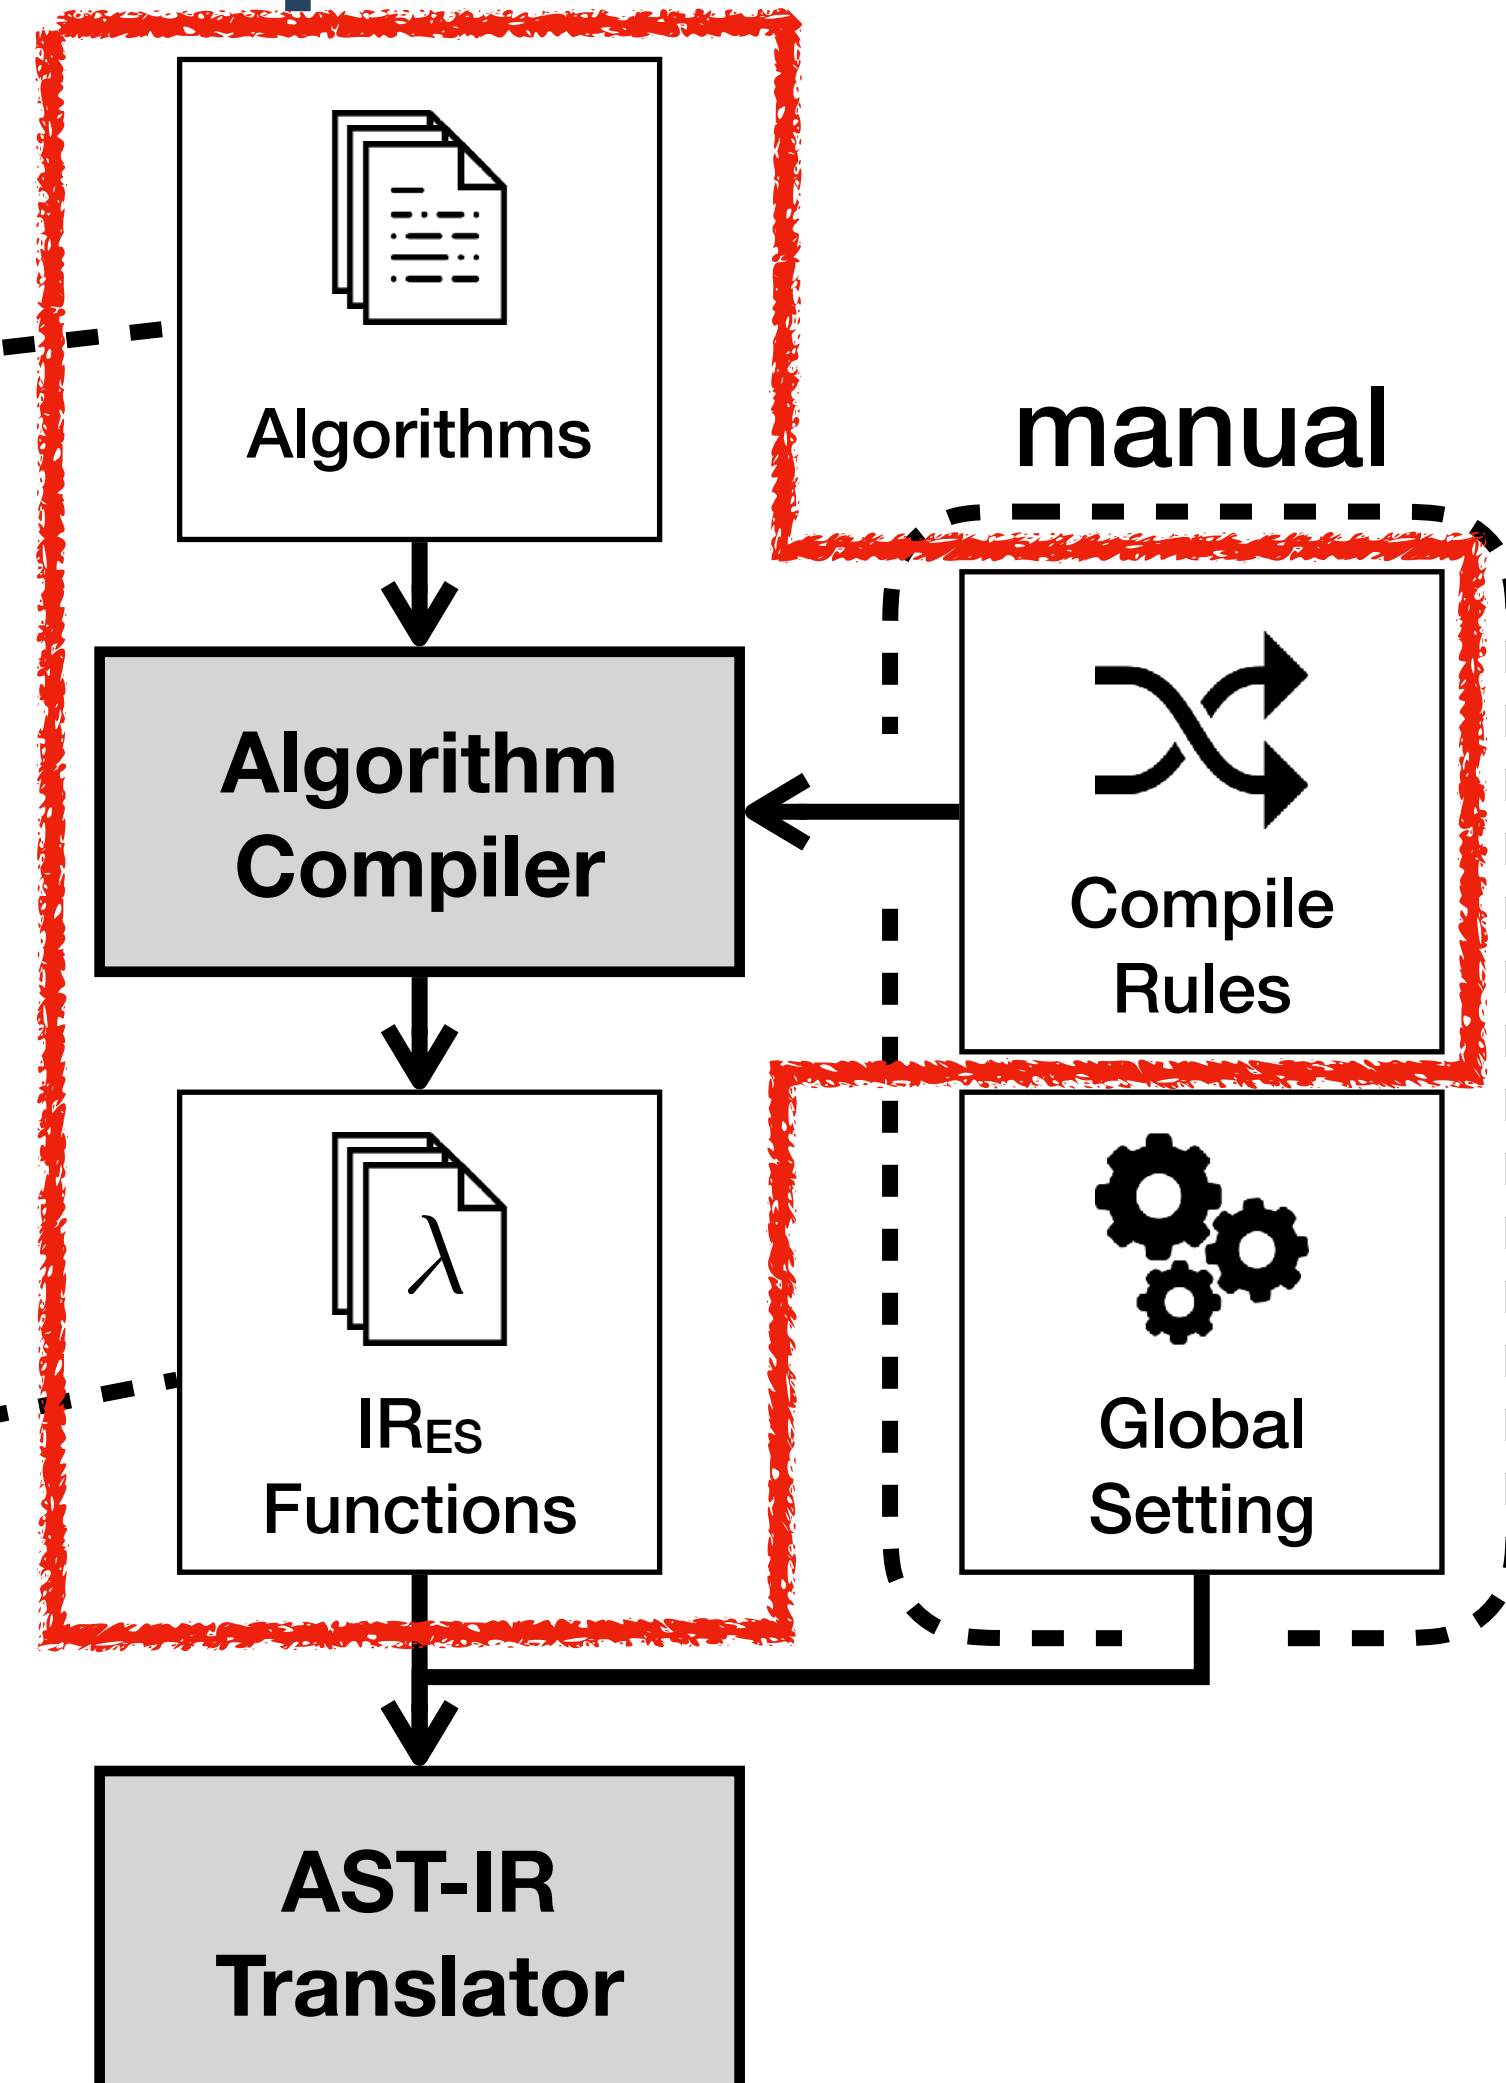 Algorithms
manual
Algorithm
Compiler
Compile
Rules
λ
IRES
Functions
Global
Setting
AST-IR
Translator